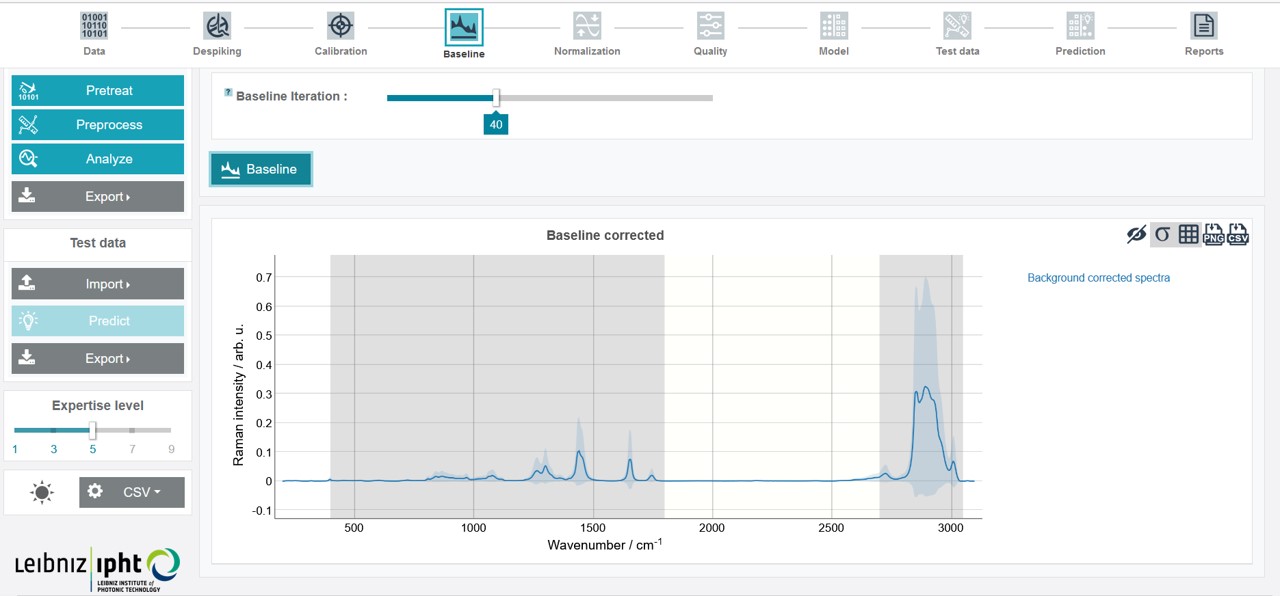 01001
10110
10101
Data
Despiking
Calibration
Baseline
Normalization
Quality
Model
Test data
Prediction
Reports
10101
Pretreat
Preprocess
Analyze
Export
Test data
Import
Predict
Export
Expertise level
1 3 5 7 9
CSV
Leibniz ipht
LEIBNIZ INSTITUTE of
PHOTONIC TECHNOLOGY
? Baseline Iteration :
40
Baseline
Baseline corrected
σ PNG CSV
Background corrected spectra
Raman intensity / arb. u.
0.7
0.6
0.5
0.4
0.3
0.2
0.1
0
-0.1
500 1000 1500 2000 2500 3000
Wavenumber / cm⁻¹